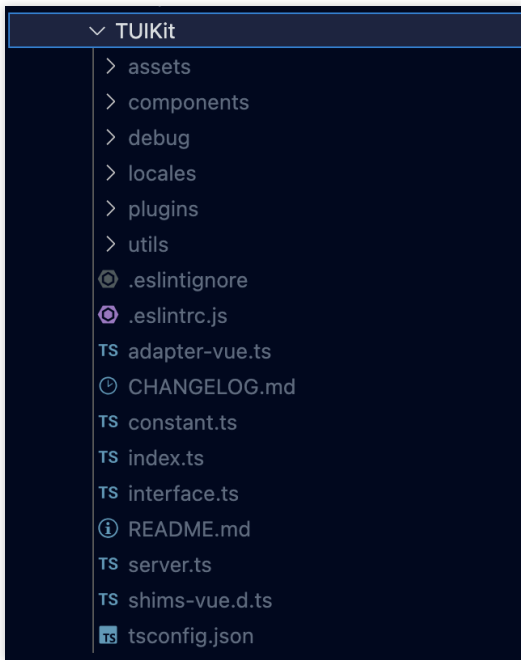 TUIKit
assets
components
debug
locales
plugins
utils
.eslintignore
.eslintrc.js
TS adapter-vue.ts
CHANGELOG.md
TS constant.ts
TS index.ts
TS interface.ts
README.md
TS server.ts
TS shims-vue.d.ts
TS tsconfig.json